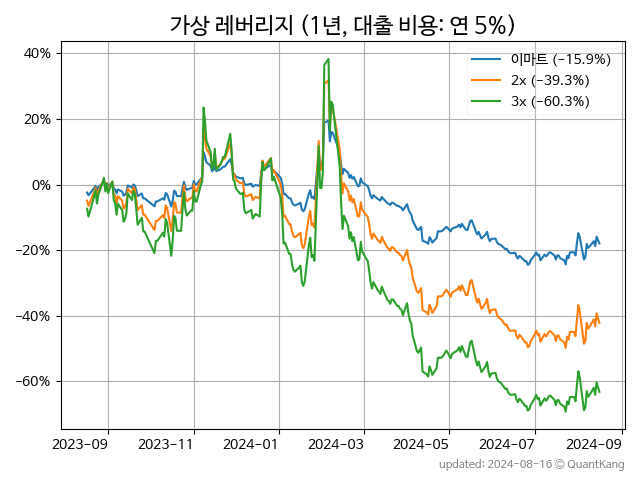 가상 레버리지 (1년, 대출 비용: 연 5%)
이마트 (-15.9%)
2x (-39.3%)
3x (-60.3%)
40%
20%
0%
−20%
−40%
−60%
2023-09 2023-11 2024-01 2024-03 2024-05 2024-07 2024-09
updated: 2024-08-16 © QuantKang